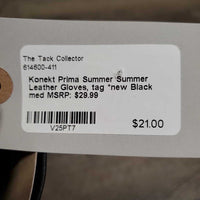 The Tack Collector
614600-411
Konekt Prima Summer Summer
Leather Gloves, tag *new Black
med MSRP: $29.99
V25PT7
$21.00